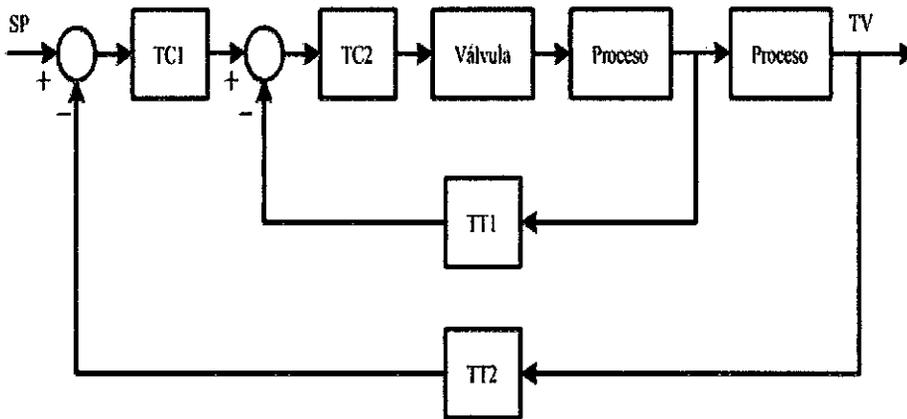 SP
TV
+
TC1
+
TC2
Válvula
Proceso
Proceso
−
−
TT1
TT2